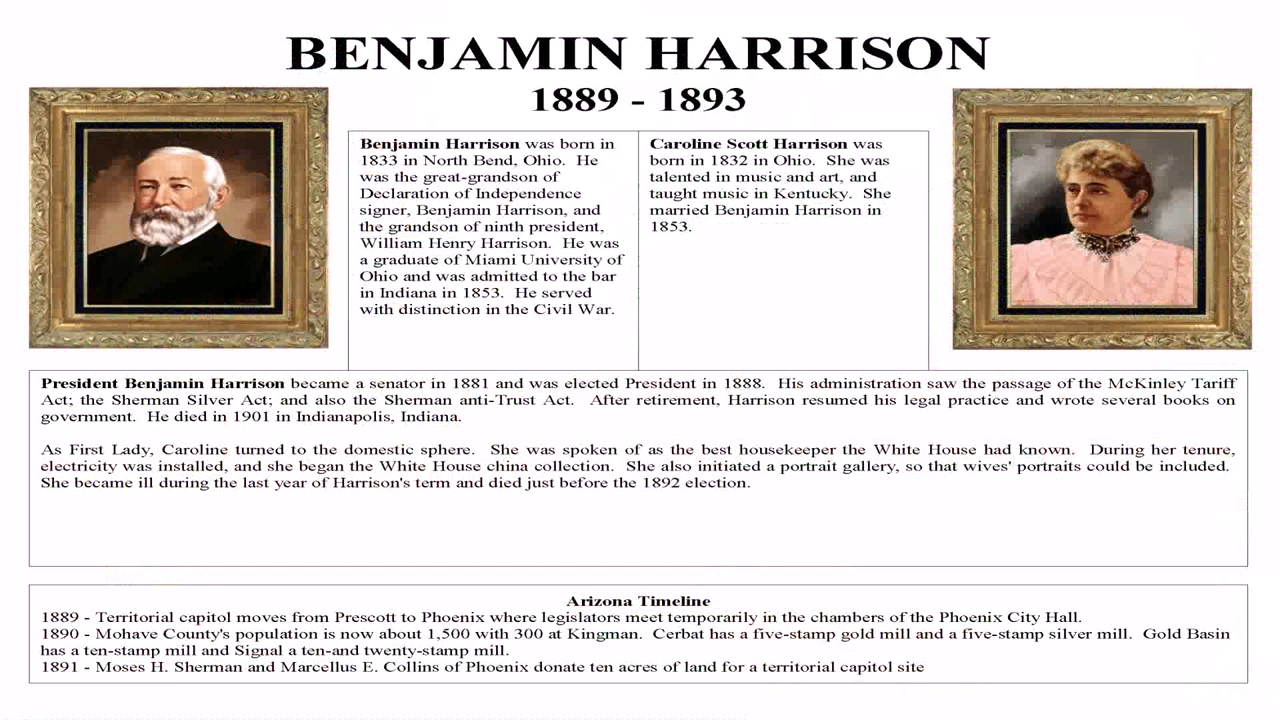 BENJAMIN HARRISON
1889 - 1893
Benjamin Harrison was born in
1833 in North Bend, Ohio. He
was the great-grandson of
Declaration of Independence
signer, Benjamin Harrison, and
the grandson of ninth president,
William Henry Harrison. He was
a graduate of Miami University of
Ohio and was admitted to the bar
in Indiana in 1853. He served
with distinction in the Civil War.
Caroline Scott Harrison was
born in 1832 in Ohio. She was
talented in music and art, and
taught music in Kentucky. She
married Benjamin Harrison in
1853.
President Benjamin Harrison became a senator in 1881 and was elected President in 1888. His administration saw the passage of the McKinley Tariff
Act; the Sherman Silver Act; and also the Sherman anti-Trust Act. After retirement, Harrison resumed his legal practice and wrote several books on
government. He died in 1901 in Indianapolis, Indiana.
As First Lady, Caroline turned to the domestic sphere. She was spoken of as the best housekeeper the White House had known. During her tenure,
electricity was installed, and she began the White House china collection. She also initiated a portrait gallery, so that wives' portraits could be included.
She became ill during the last year of Harrison's term and died just before the 1892 election.
Arizona Timeline
1889 - Territorial capitol moves from Prescott to Phoenix where legislators meet temporarily in the chambers of the Phoenix City Hall.
1890 - Mohave County's population is now about 1,500 with 300 at Kingman. Cerbat has a five-stamp gold mill and a five-stamp silver mill. Gold Basin
has a ten-stamp mill and Signal a ten-and twenty-stamp mill.
1891 - Moses H. Sherman and Marcellus E. Collins of Phoenix donate ten acres of land for a territorial capitol site